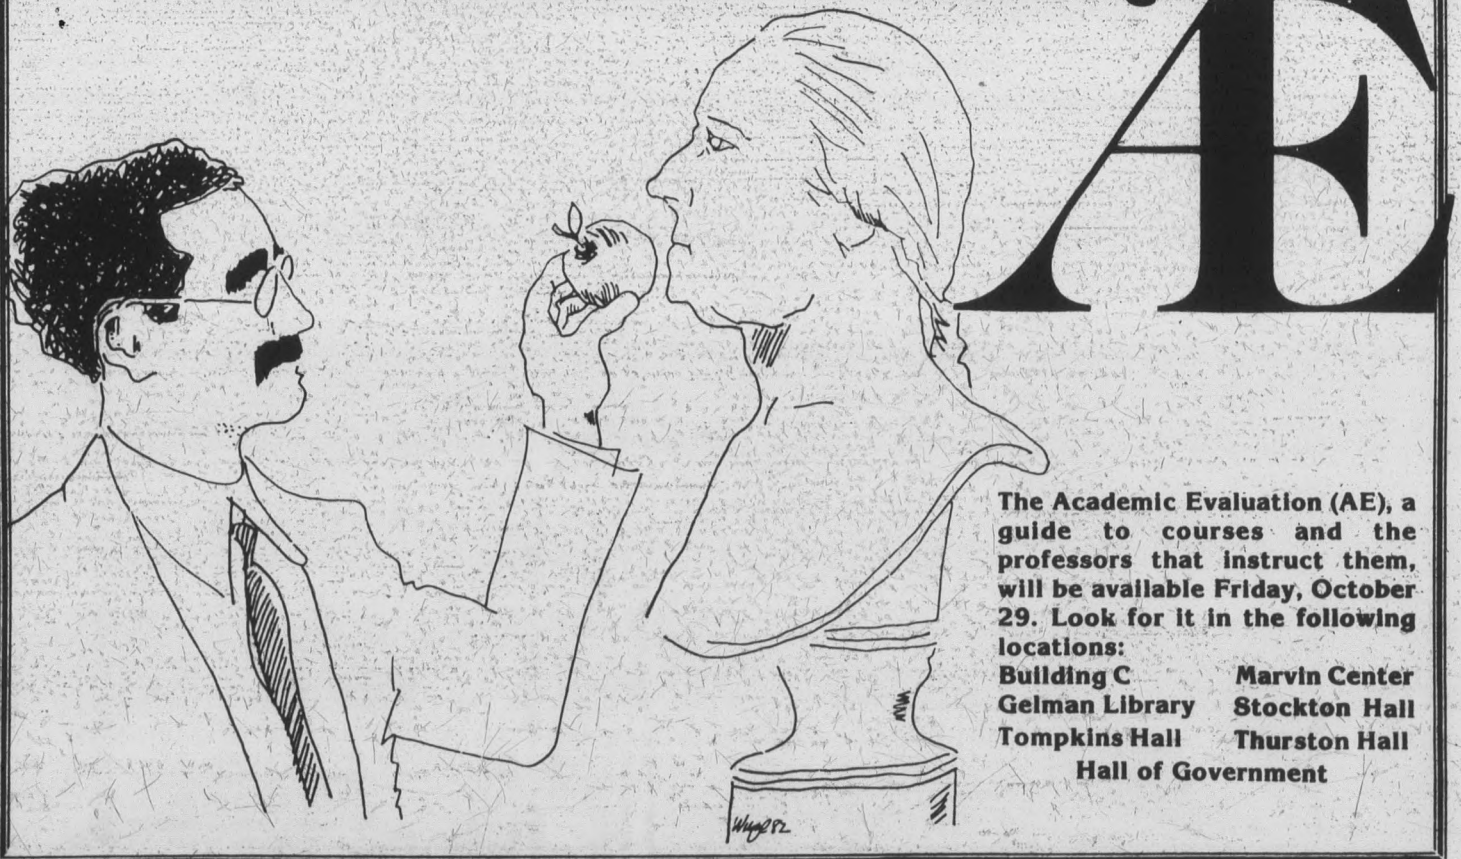 Æ
The Academic Evaluation (AE), a
guide to courses and the
professors that instruct them,
will be available Friday, October
29. Look for it in the following
locations:
Building C Marvin Center
Gelman Library Stockton Hall
Tompkins Hall Thurston Hall
Hall of Government
82